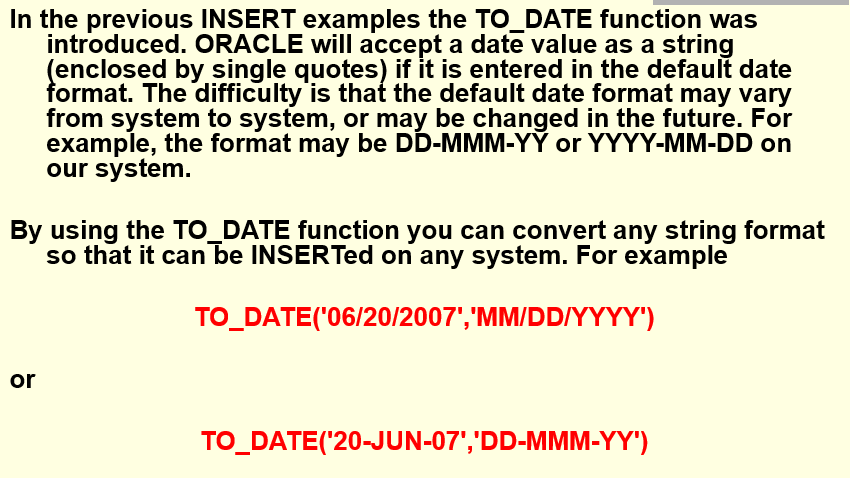 In the previous INSERT examples the TO_DATE function was
introduced. ORACLE will accept a date value as a string
(enclosed by single quotes) if it is entered in the default date
format. The difficulty is that the default date format may vary
from system to system, or may be changed in the future. For
example, the format may be DD-MMM-YY or YYYY-MM-DD on
our system.
By using the TO_DATE function you can convert any string format
so that it can be INSERTed on any system. For example
TO_DATE('06/20/2007','MM/DD/YYYY')
or
TO_DATE('20-JUN-07','DD-MMM-YY')